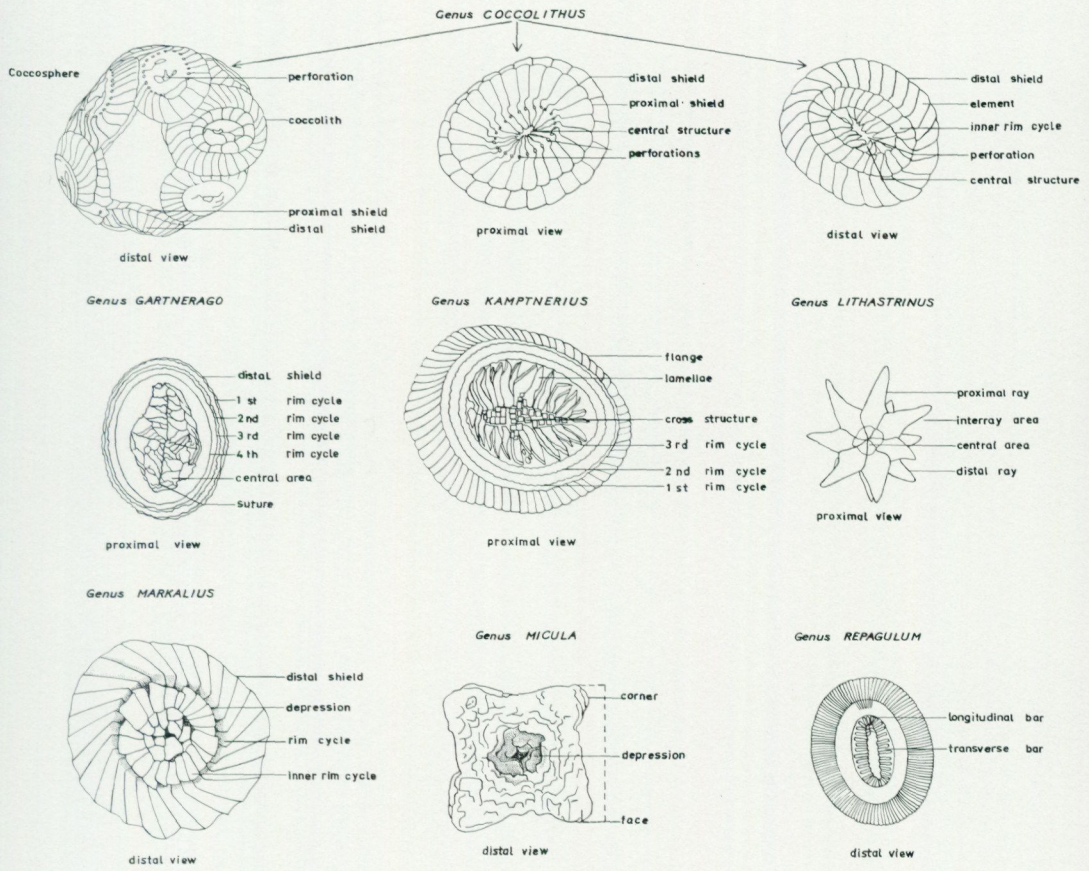 Genus COCCOLITHUS
Coccosphere
perforation
coccolith
proximal shield
distal shield
distal view
distal shield
proximal shield
central structure
perforations
proximal view
distal shield
element
inner rim cycle
perforation
central structure
distal view
Genus GARTNERAGO
distal shield
1 st rim cycle
2nd rim cycle
3 rd rim cycle
4 th rim cycle
central area
suture
proximal view
Genus KAMPTNERIUS
flange
lamellae
cross structure
3 rd rim cycle
2 nd rim cycle
1 st rim cycle
proximal view
Genus LITHASTRINUS
proximal ray
interray area
central area
distal ray
proximal view
Genus MARKALIUS
distal shield
depression
rim cycle
inner rim cycle
distal view
Genus MICULA
corner
depression
face
distal view
Genus REPAGULUM
longitudinal bar
transverse bar
distal view